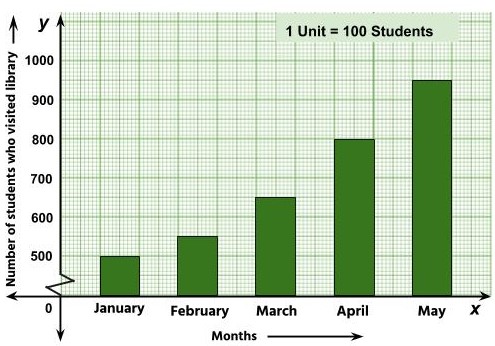 y
1 Unit = 100 Students
Number of students who visited library
1000
900
800
700
600
500
0
January February March April May x
Months